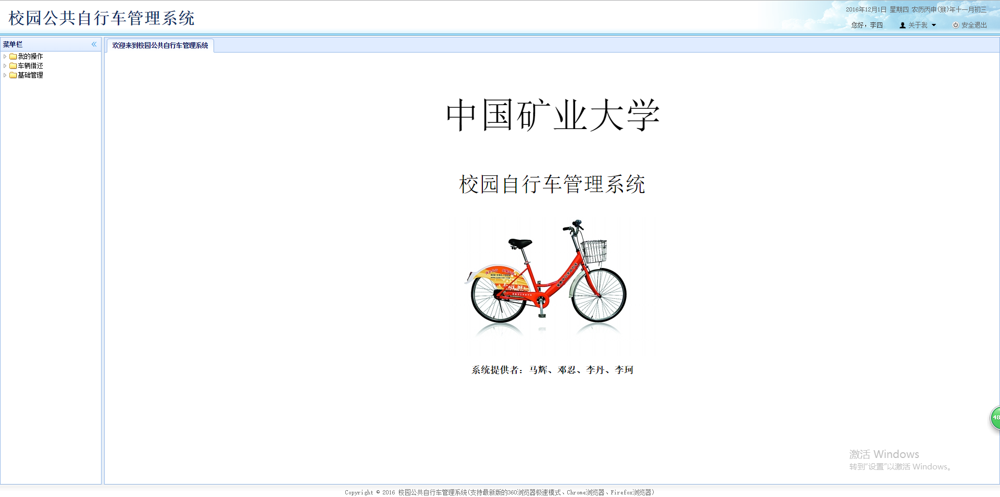 校园公共自行车管理系统
2016年12月1日 星期四 农历丙申(猴)年十一月初三
您好，李四 关于我 安全退出
菜单栏
欢迎来到校园公共自行车管理系统
我的操作
车辆借还
基础管理
中国矿业大学
校园自行车管理系统
系统提供者：马辉、邓忍、李丹、李珂
48
激活 Windows
转到“设置”以激活 Windows。
Copyright © 2016 校园公共自行车管理系统(支持最新版的360浏览器极速模式、Chrome浏览器、Firefox浏览器)